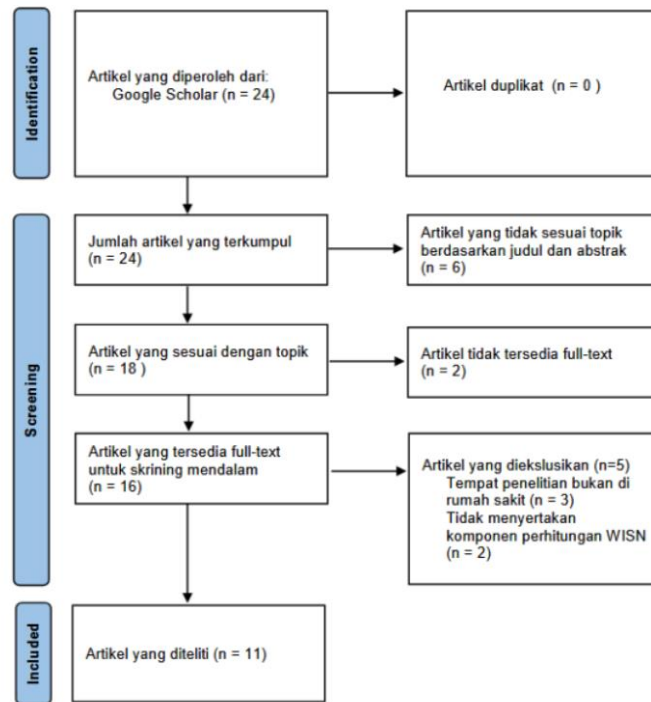 Identification
Artikel yang diperoleh dari:
Google Scholar (n = 24)
Artikel duplikat (n = 0 )
Screening
Jumlah artikel yang terkumpul
(n = 24)
Artikel yang tidak sesuai topik
berdasarkan judul dan abstrak
(n = 6)
Artikel yang sesuai dengan topik
(n = 18 )
Artikel tidak tersedia full-text
(n = 2)
Artikel yang tersedia full-text
untuk skrining mendalam
(n = 16)
Artikel yang diekslusikan (n=5)
Tempat penelitian bukan di
rumah sakit (n = 3)
Tidak menyertakan
komponen perhitungan WISN
(n = 2)
Included
Artikel yang diteliti (n = 11)